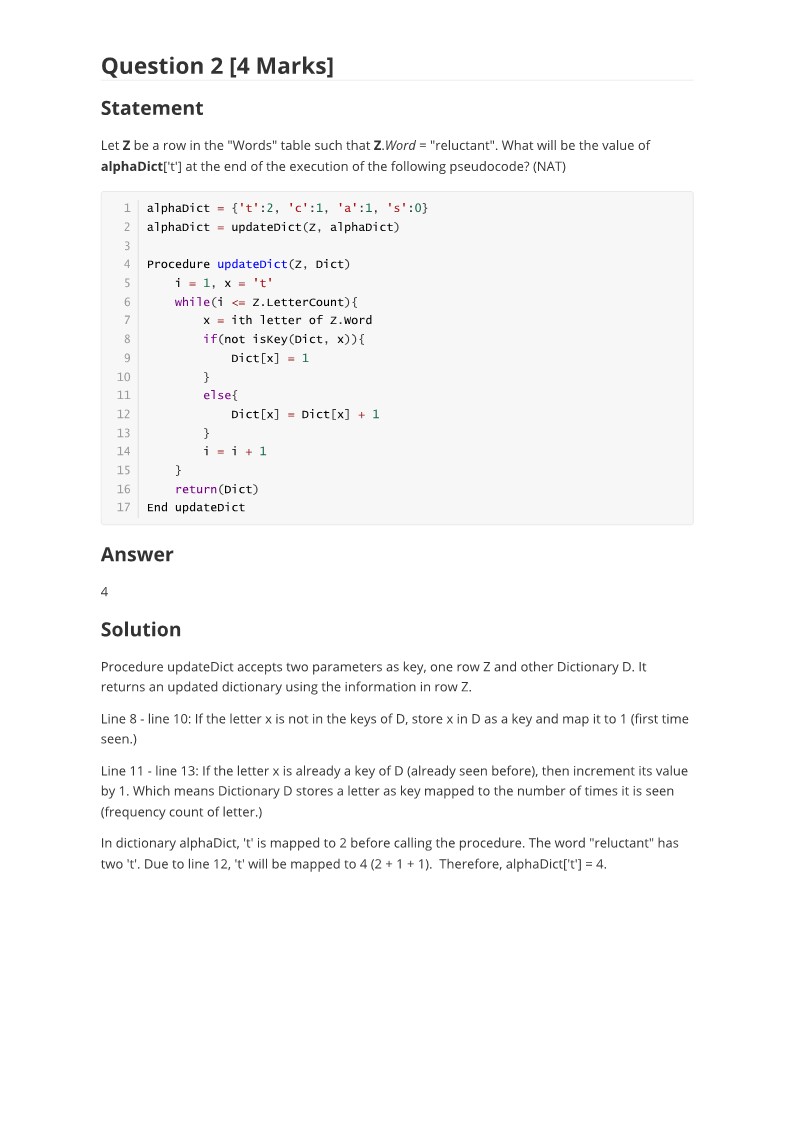 Question 2 [4 Marks]
Statement
Let Z be a row in the "Words" table such that Z.Word = "reluctant". What will be the value of
alphaDict['t'] at the end of the execution of the following pseudocode? (NAT)
1 alphaDict = {'t':2, 'c':1, 'a':1, 's':0}
2 alphaDict = updateDict(Z, alphaDict)
3
4 Procedure updateDict(Z, Dict)
5     i = 1, x = 't'
6     while(i <= Z.LetterCount){
7         x = ith letter of Z.Word
8         if(not isKey(Dict, x)){
9             Dict[x] = 1
10         }
11         else{
12             Dict[x] = Dict[x] + 1
13         }
14         i = i + 1
15     }
16     return(Dict)
17 End updateDict
Answer
4
Solution
Procedure updateDict accepts two parameters as key, one row Z and other Dictionary D. It
returns an updated dictionary using the information in row Z.
Line 8 - line 10: If the letter x is not in the keys of D, store x in D as a key and map it to 1 (first time
seen.)
Line 11 - line 13: If the letter x is already a key of D (already seen before), then increment its value
by 1. Which means Dictionary D stores a letter as key mapped to the number of times it is seen
(frequency count of letter.)
In dictionary alphaDict, 't' is mapped to 2 before calling the procedure. The word "reluctant" has
two 't'. Due to line 12, 't' will be mapped to 4 (2 + 1 + 1).  Therefore, alphaDict['t'] = 4.